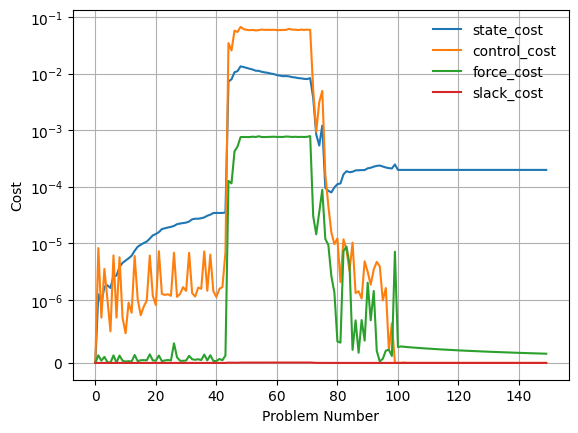 10⁻¹
10⁻²
10⁻³
10⁻⁴
10⁻⁵
10⁻⁶
0
Cost
state_cost
control_cost
force_cost
slack_cost
0 20 40 60 80 100 120 140
Problem Number